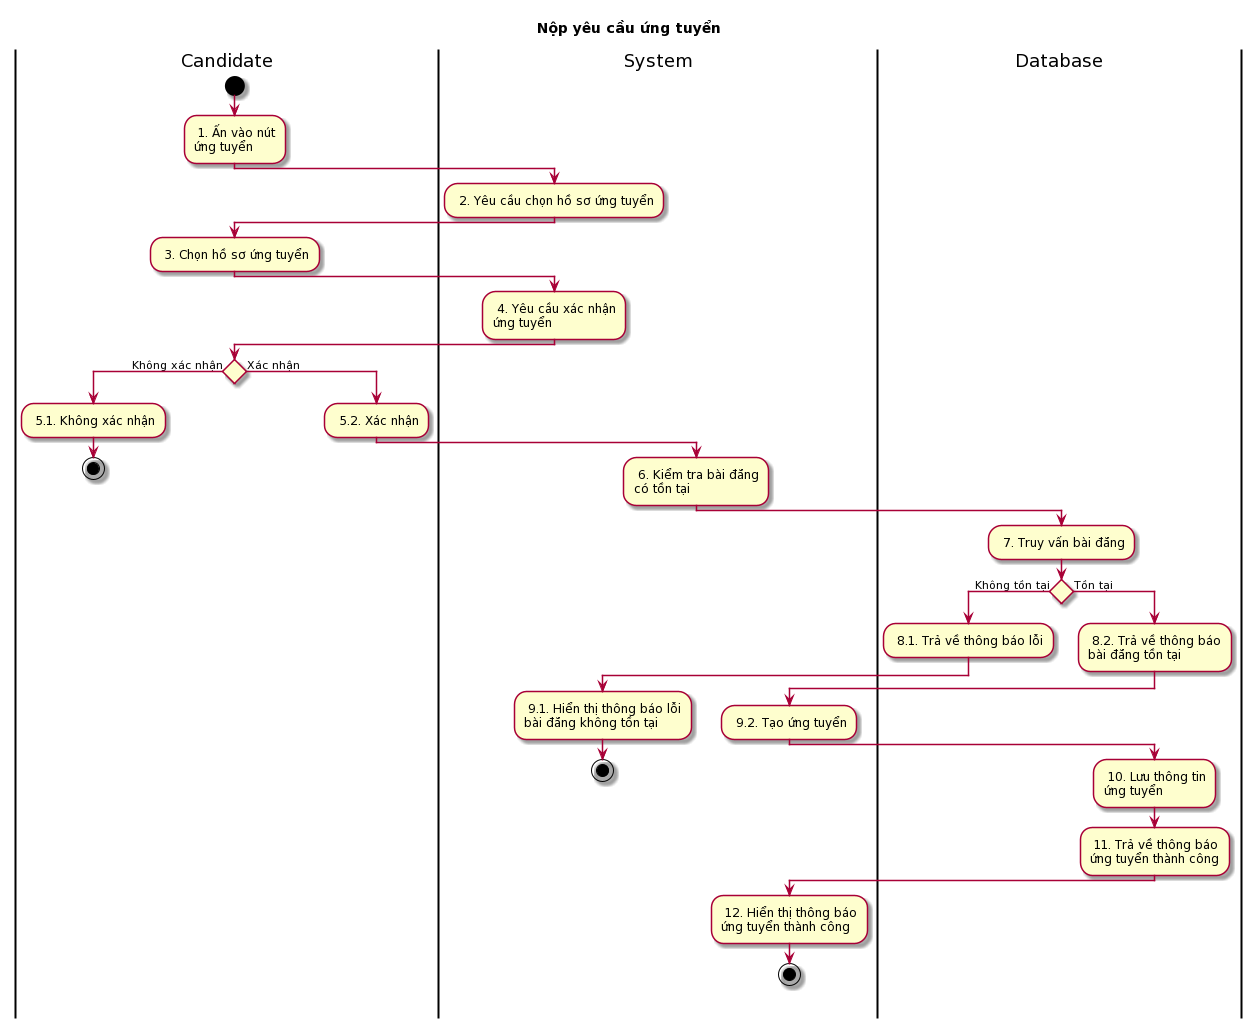 Nộp yêu cầu ứng tuyển
Candidate
System
Database
1. Ấn vào nút
ứng tuyển
2. Yêu cầu chọn hồ sơ ứng tuyển
3. Chọn hồ sơ ứng tuyển
4. Yêu cầu xác nhận
ứng tuyển
Không xác nhận
Xác nhận
5.1. Không xác nhận
5.2. Xác nhận
6. Kiểm tra bài đăng
có tồn tại
7. Truy vấn bài đăng
Không tồn tại
Tồn tại
8.1. Trả về thông báo lỗi
8.2. Trả về thông báo
bài đăng tồn tại
9.1. Hiển thị thông báo lỗi
bài đăng không tồn tại
9.2. Tạo ứng tuyển
10. Lưu thông tin
ứng tuyển
11. Trả về thông báo
ứng tuyển thành công
12. Hiển thị thông báo
ứng tuyển thành công